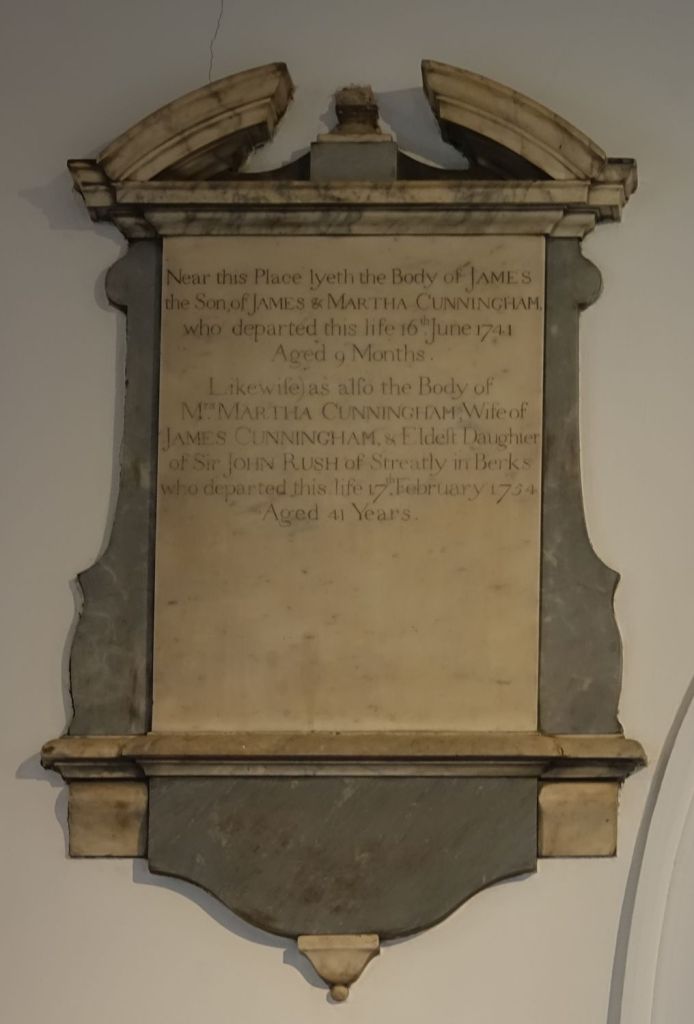 Near this Place lyeth the Body of JAMES
the Son, of JAMES & MARTHA CUNNINGHAM,
who departed this life 16th June 1741
Aged 9 Months.
Likewiſe) as alſo the Body of
Mrs MARTHA CUNNINGHAM, Wife of
JAMES CUNNINGHAM, & Eldeſt Daughter
of Sir JOHN RUSH of Streatly in Berks
who departed this life 17th February 1754
Aged 41 Years.